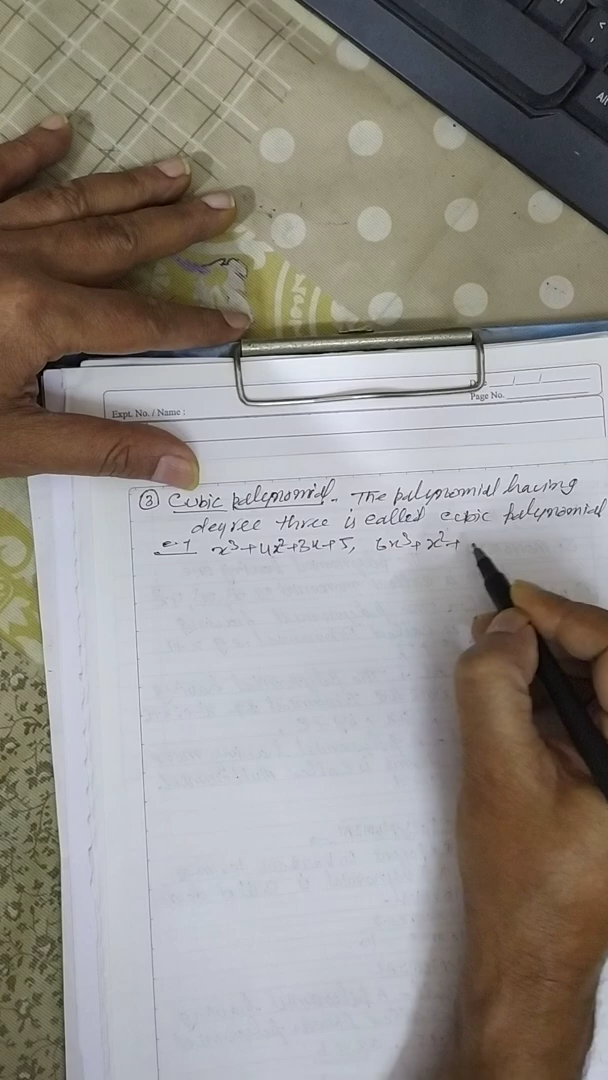 Alt
Expt. No. / Name :
Page No.
③ Cubic polynomial. The polynomial having
degree three is called cubic polynomial
e.g x³+4x²+3x+5, 6x³+x²+